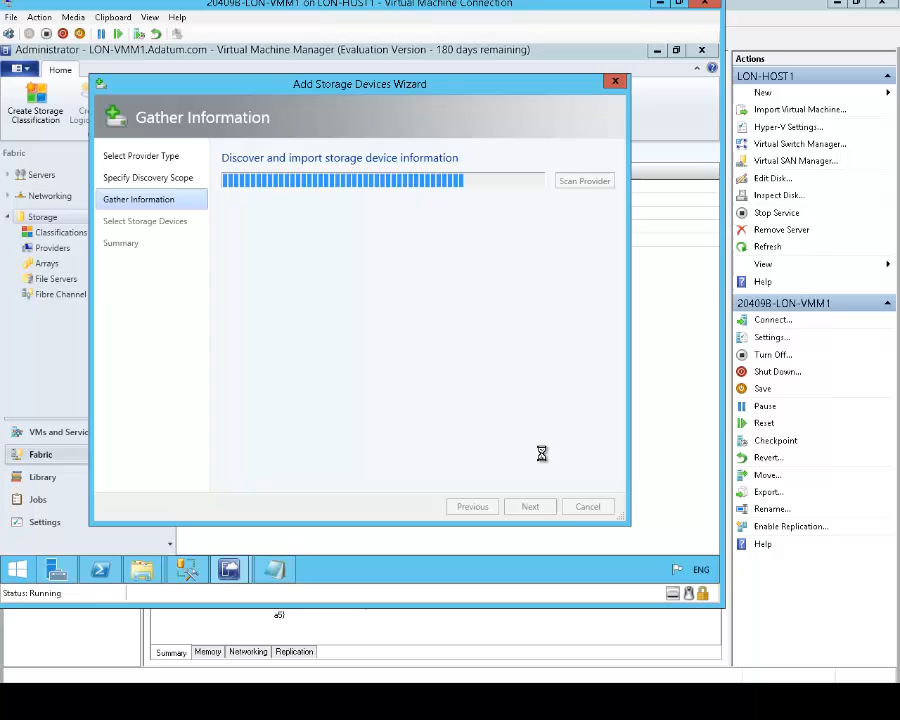 20409B-LON-VMM1 on LON-HOST1 - Virtual Machine Connection
File Action Media Clipboard View Help
Administrator - LON-VMM1.Adatum.com - Virtual Machine Manager (Evaluation Version - 180 days remaining)
Home
Create Storage
Classification
Fabric
Servers
Networking
Storage
Classifications
Providers
Arrays
File Servers
Fibre Channel
VMs and Servic
Fabric
Library
Jobs
Settings
Add Storage Devices Wizard
Gather Information
Select Provider Type
Specify Discovery Scope
Gather Information
Select Storage Devices
Summary
Discover and import storage device information
Scan Provider
Previous Next Cancel
ENG
Status: Running
a5)
Summary Memory Networking Replication
Actions
LON-HOST1
New
Import Virtual Machine...
Hyper-V Settings...
Virtual Switch Manager...
Virtual SAN Manager...
Edit Disk...
Inspect Disk...
Stop Service
Remove Server
Refresh
View
Help
20409B-LON-VMM1
Connect...
Settings...
Turn Off...
Shut Down...
Save
Pause
Reset
Checkpoint
Revert...
Move...
Export...
Rename...
Enable Replication...
Help